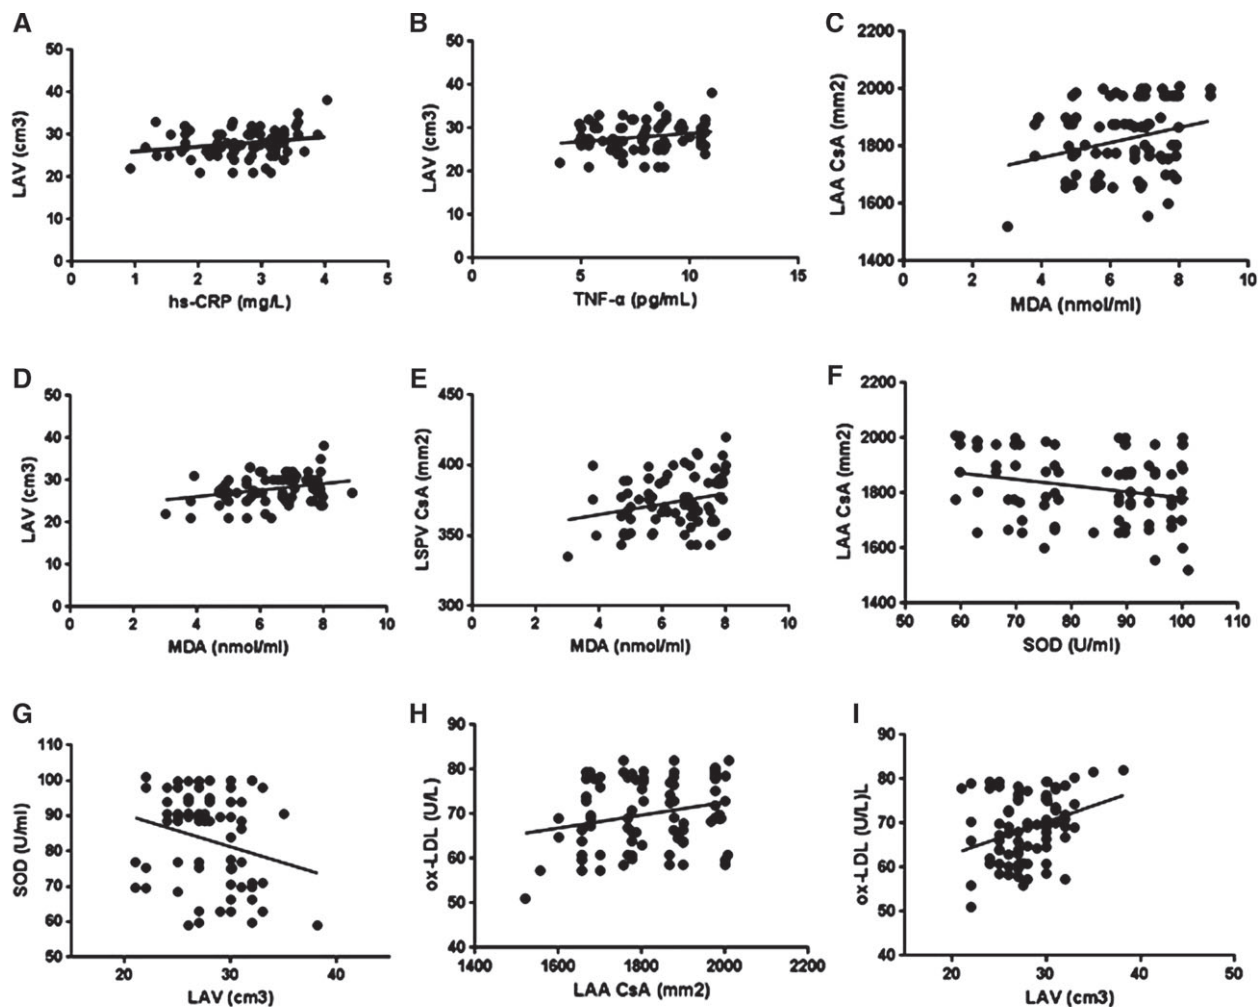 A
LAV (cm3)
50
40
30
20
10
0
0 1 2 3 4 5
hs-CRP (mg/L)
B
LAV (cm3)
50
40
30
20
10
0
0 5 10 15
TNF-α (pg/mL)
C
LAA CsA (mm2)
2200
2000
1800
1600
1400
0 2 4 6 8 10
MDA (nmol/ml)
D
LAV (cm3)
50
40
30
20
10
0
0 2 4 6 8 10
MDA (nmol/ml)
E
LSPV CsA (mm2)
450
400
350
300
0 2 4 6 8 10
MDA (nmol/ml)
F
LAA CsA (mm2)
2200
2000
1800
1600
1400
50 60 70 80 90 100 110
SOD (U/ml)
G
SOD (U/ml)
110
100
90
80
70
60
50
20 30 40
LAV (cm3)
H
ox-LDL (U/L)
90
80
70
60
50
40
1400 1600 1800 2000 2200
LAA CsA (mm2)
I
ox-LDL (U/L)L
90
80
70
60
50
40
20 30 40 50
LAV (cm3)